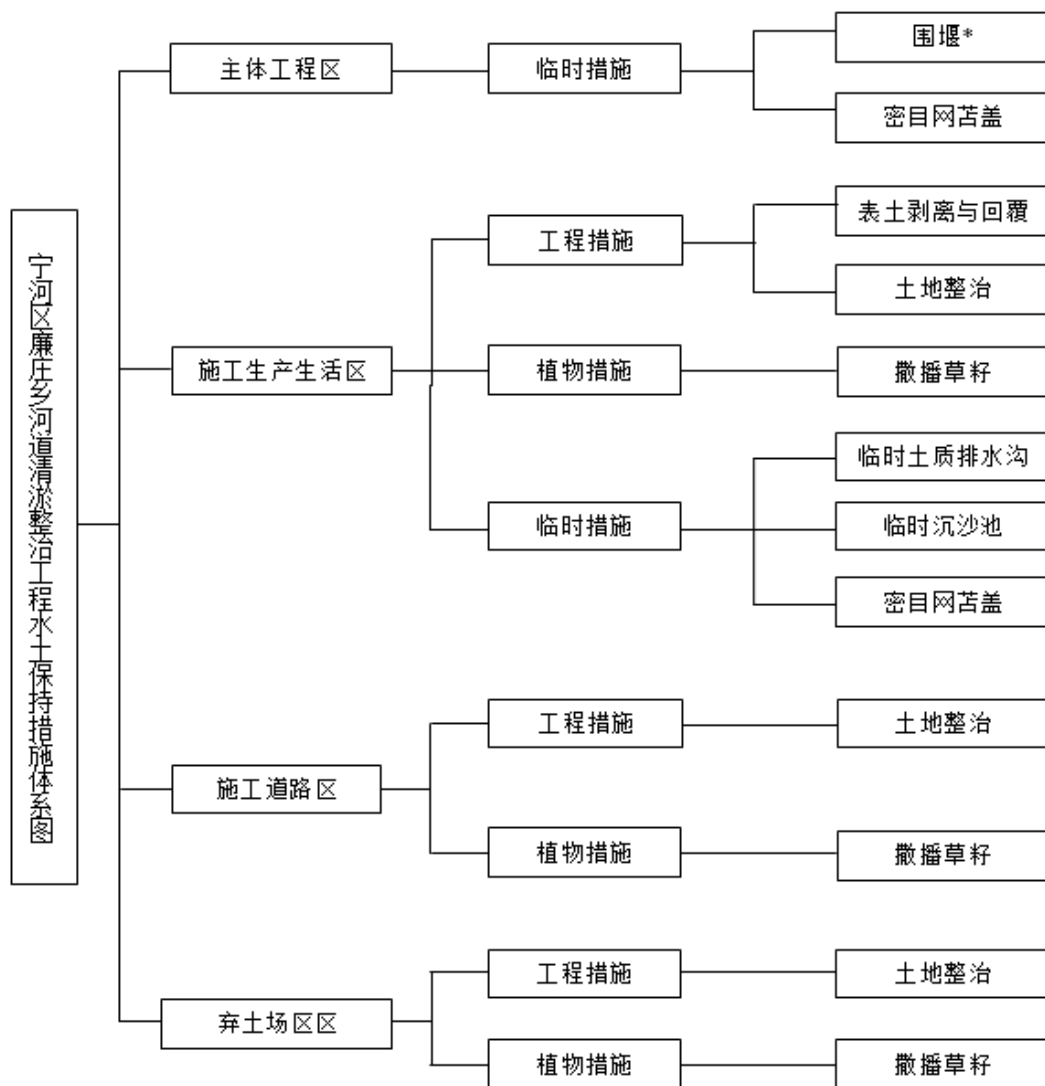 宁河区廉庄乡河道清淤整治工程水土保持措施体系图
主体工程区
临时措施
围堰*
密目网苫盖
施工生产生活区
工程措施
表土剥离与回覆
土地整治
植物措施
撒播草籽
临时措施
临时土质排水沟
临时沉沙池
密目网苫盖
施工道路区
工程措施
土地整治
植物措施
撒播草籽
弃土场区区
工程措施
土地整治
植物措施
撒播草籽